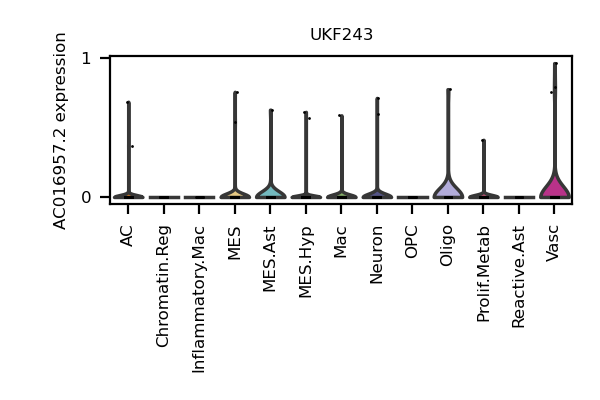 UKF243
AC016957.2 expression
1
0
AC
Chromatin.Reg
Inflammatory.Mac
MES
MES.Ast
MES.Hyp
Mac
Neuron
OPC
Oligo
Prolif.Metab
Reactive.Ast
Vasc